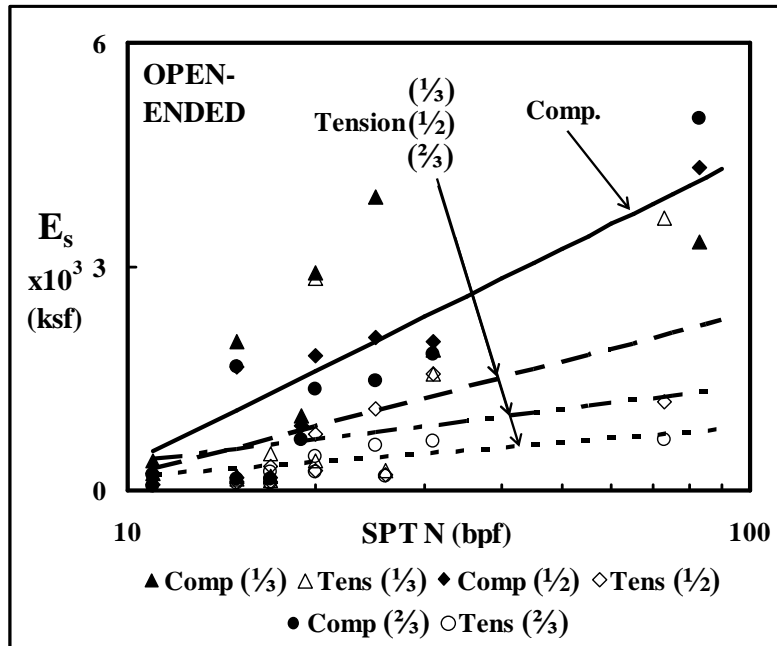 6
OPEN-
ENDED
(⅓)
Tension (½)
(⅔)
Comp.
Eₛ
x10³
(ksf)
3
0
10
SPT N (bpf)
100
▲ Comp (⅓) △ Tens (⅓) ◆ Comp (½) ◇ Tens (½)
● Comp (⅔) ○ Tens (⅔)